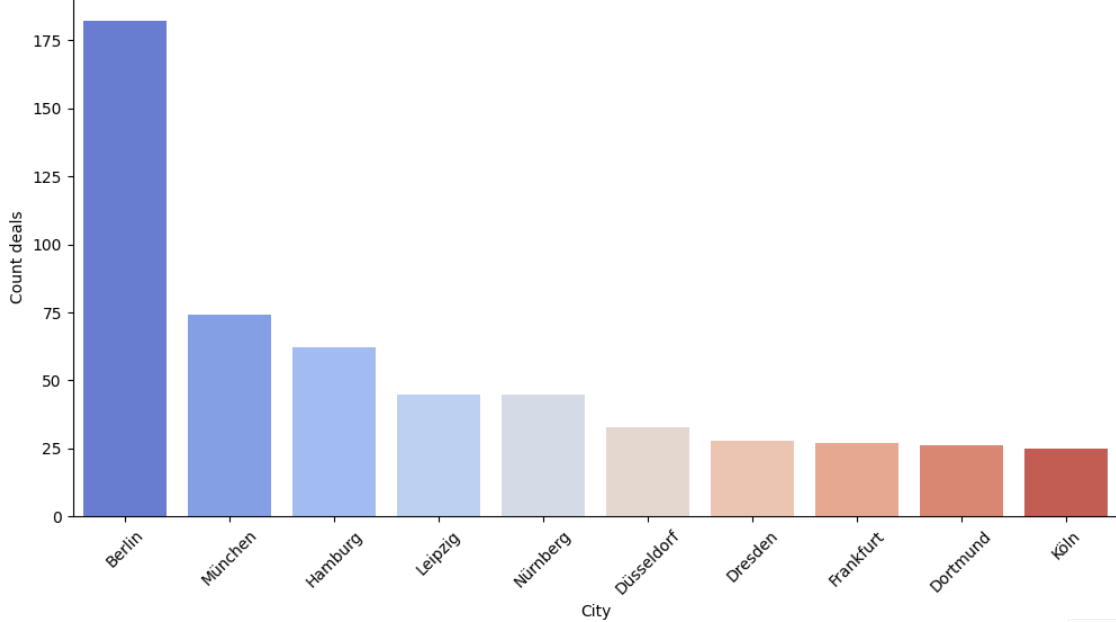 175
150
125
100
75
50
25
0
Count deals
Berlin
München
Hamburg
Leipzig
Nürnberg
Düsseldorf
Dresden
Frankfurt
Dortmund
Köln
City